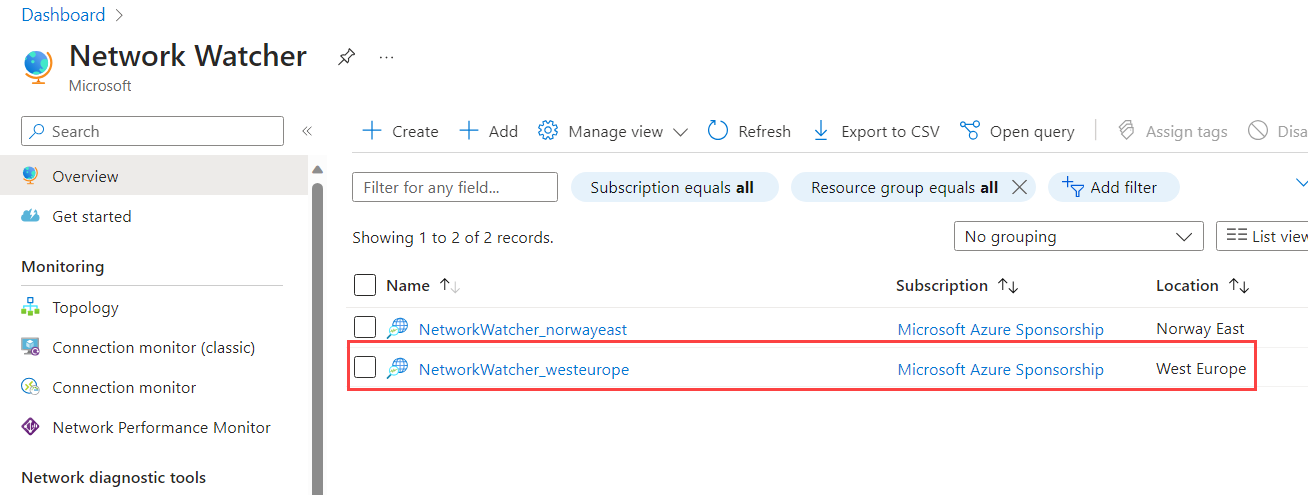 Dashboard >
Network Watcher
Microsoft
Search
Overview
Get started
Monitoring
Topology
Connection monitor (classic)
Connection monitor
Network Performance Monitor
Network diagnostic tools
Create Add Manage view Refresh Export to CSV Open query Assign tags
Filter for any field... Subscription equals all Resource group equals all Add filter
Showing 1 to 2 of 2 records. No grouping List view
Name Subscription Location
NetworkWatcher_norwayeast Microsoft Azure Sponsorship Norway East
NetworkWatcher_westeurope Microsoft Azure Sponsorship West Europe